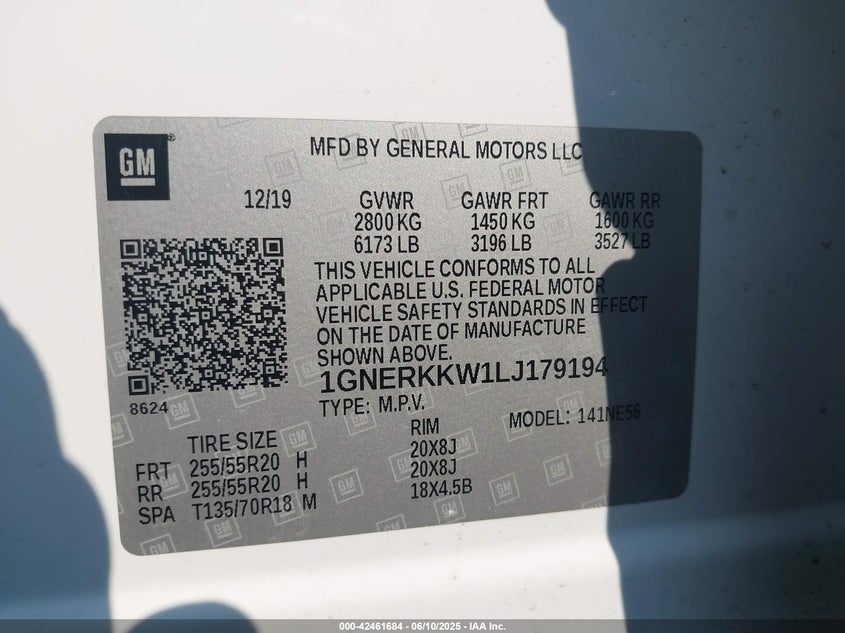 GM
MFD BY GENERAL MOTORS LLC
12/19 GVWR GAWR FRT GAWR RR
2800 KG 1450 KG 1600 KG
6173 LB 3196 LB 3527 LB
THIS VEHICLE CONFORMS TO ALL
APPLICABLE U.S. FEDERAL MOTOR
VEHICLE SAFETY STANDARDS IN EFFECT
ON THE DATE OF MANUFACTURE
SHOWN ABOVE.
1GNERKKW1LJ179194
8624
TYPE: M.P.V. MODEL: 141NE56
TIRE SIZE RIM
FRT 255/55R20 H 20X8J
RR 255/55R20 H 20X8J
SPA T135/70R18 M 18X4.5B
000-42461684 - 06/10/2025 - IAA Inc.